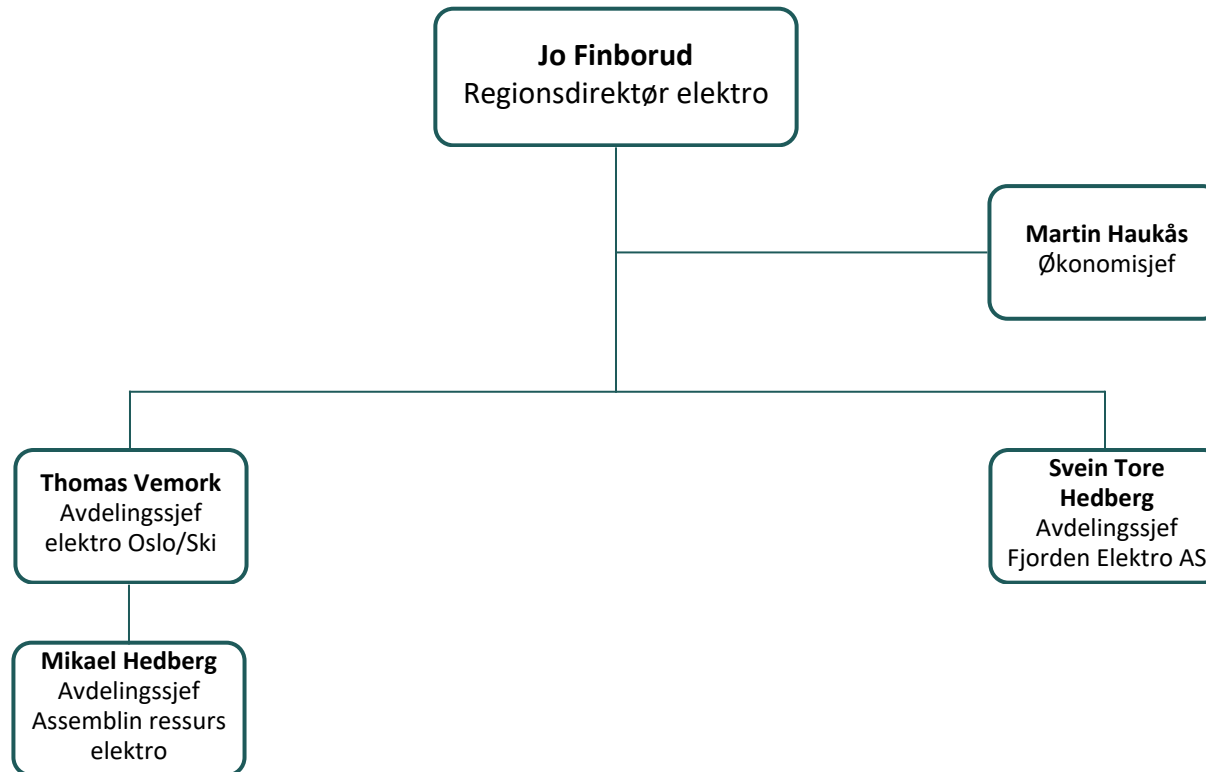 Jo Finborud
Regionsdirektør elektro
Martin Haukås
Økonomisjef
Thomas Vemork
Avdelingssjef
elektro Oslo/Ski
Svein Tore
Hedberg
Avdelingssjef
Fjorden Elektro AS
Mikael Hedberg
Avdelingssjef
Assemblin ressurs
elektro